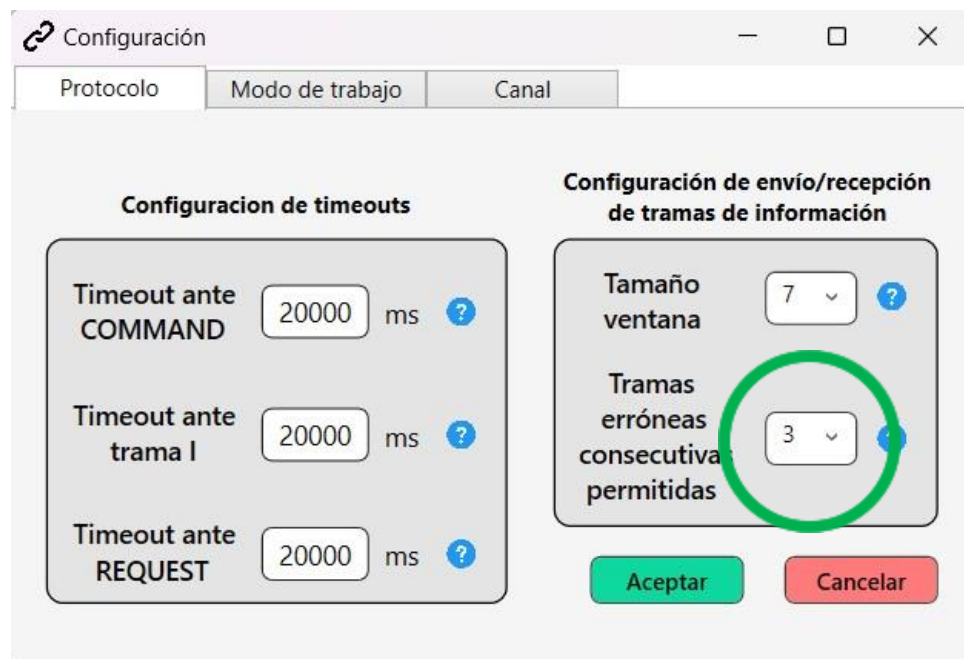 Configuración
Protocolo
Modo de trabajo
Canal
Configuracion de timeouts
Timeout ante
COMMAND
20000 ms ?
Timeout ante
trama I
20000 ms ?
Timeout ante
REQUEST
20000 ms ?
Configuración de envío/recepción
de tramas de información
Tamaño
ventana
7 ?
Tramas
erróneas
consecutivas
permitidas
3 ?
Aceptar
Cancelar